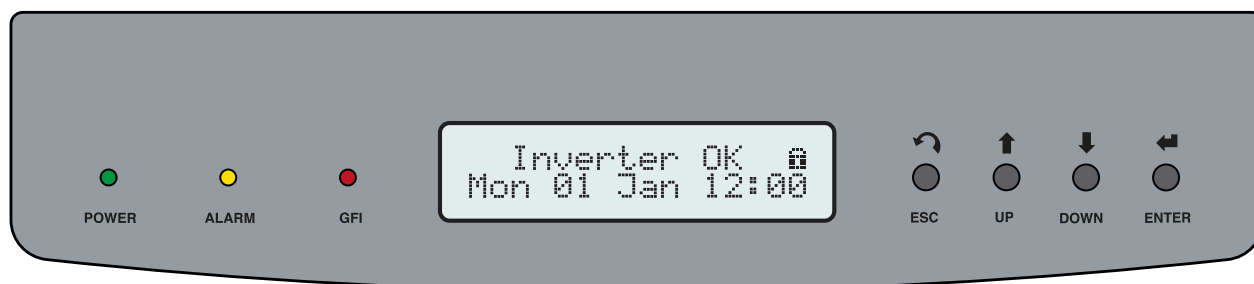 Inverter OK
Mon 01 Jan 12:00
POWER ALARM GFI ESC UP DOWN ENTER